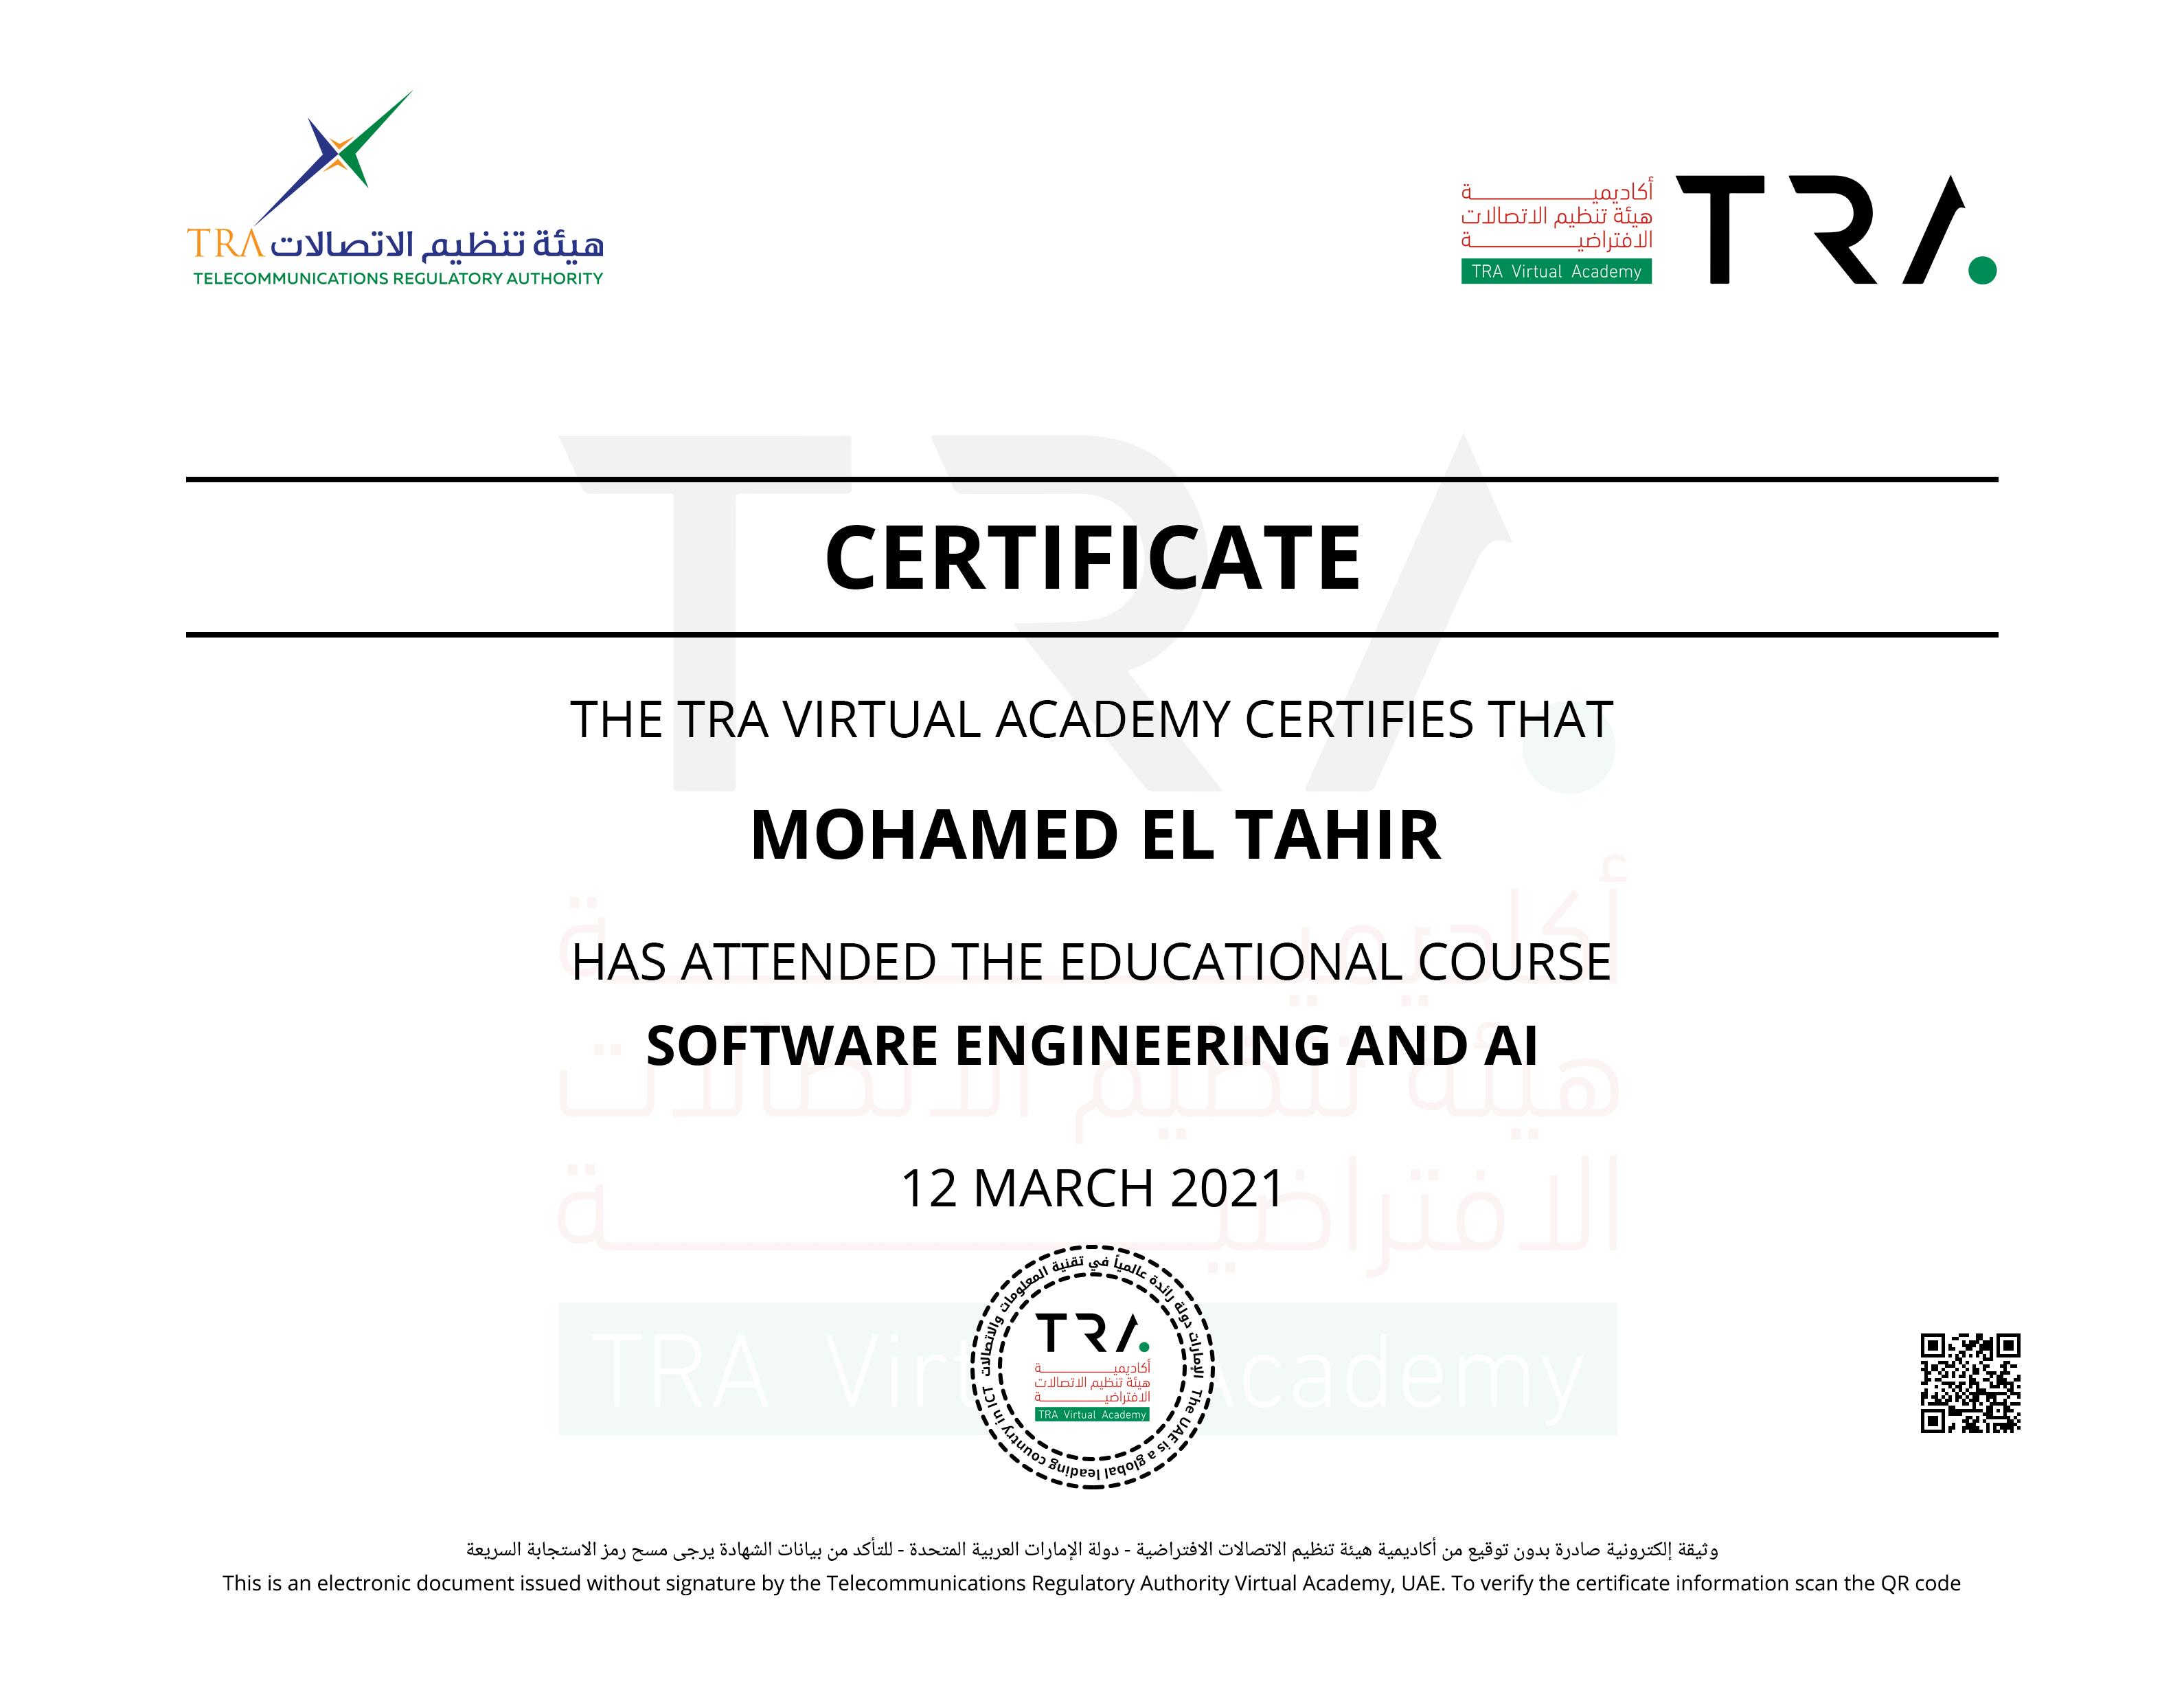 TRA هيئة تنظيم الاتصالات
TELECOMMUNICATIONS REGULATORY AUTHORITY
أكاديميـــــــة
هيئة تنظيم الاتصالات
الافتراضيـــــــة
TRA Virtual Academy
TRA
CERTIFICATE
THE TRA VIRTUAL ACADEMY CERTIFIES THAT
MOHAMED EL TAHIR
HAS ATTENDED THE EDUCATIONAL COURSE
SOFTWARE ENGINEERING AND AI
12 MARCH 2021
الإمارات دولة رائدة عالمياً في تقنية المعلومات والاتصالات
TRA
أكاديميـــــــة
هيئة تنظيم الاتصالات
الافتراضيـــــــة
TRA Virtual Academy
The UAE is a global leading country in ICT
وثيقة إلكترونية صادرة بدون توقيع من أكاديمية هيئة تنظيم الاتصالات الافتراضية - دولة الإمارات العربية المتحدة - للتأكد من بيانات الشهادة يرجى مسح رمز الاستجابة السريعة
This is an electronic document issued without signature by the Telecommunications Regulatory Authority Virtual Academy, UAE. To verify the certificate information scan the QR code